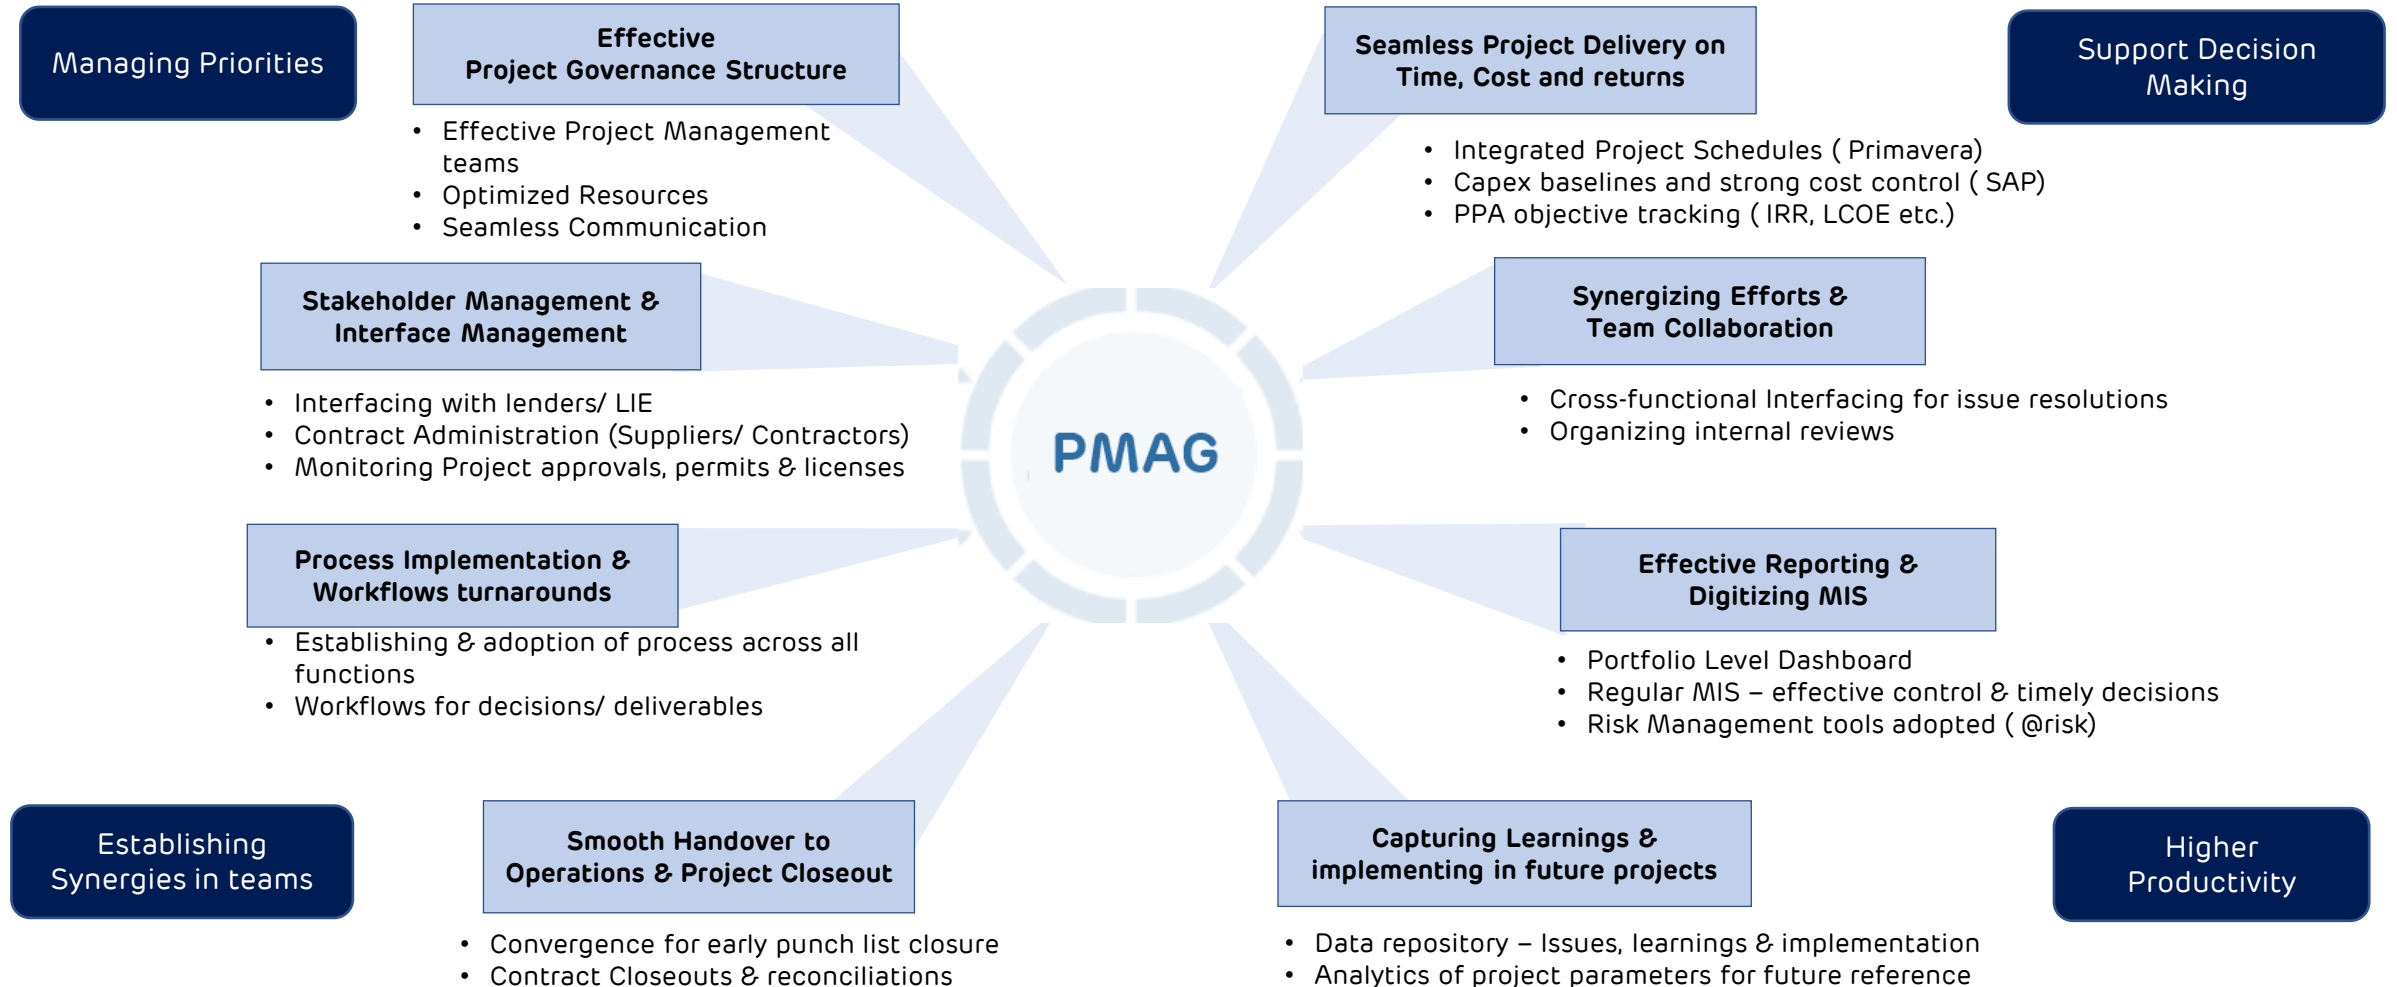 Managing Priorities
Effective
Project Governance Structure
• Effective Project Management
teams
• Optimized Resources
• Seamless Communication
Seamless Project Delivery on
Time, Cost and returns
• Integrated Project Schedules ( Primavera)
• Capex baselines and strong cost control ( SAP)
• PPA objective tracking ( IRR, LCOE etc.)
Support Decision
Making
Stakeholder Management &
Interface Management
• Interfacing with lenders/ LIE
• Contract Administration (Suppliers/ Contractors)
• Monitoring Project approvals, permits & licenses
Synergizing Efforts &
Team Collaboration
• Cross-functional Interfacing for issue resolutions
• Organizing internal reviews
PMAG
Process Implementation &
Workflows turnarounds
• Establishing & adoption of process across all
functions
• Workflows for decisions/ deliverables
Effective Reporting &
Digitizing MIS
• Portfolio Level Dashboard
• Regular MIS – effective control & timely decisions
• Risk Management tools adopted ( @risk)
Establishing
Synergies in teams
Smooth Handover to
Operations & Project Closeout
• Convergence for early punch list closure
• Contract Closeouts & reconciliations
Capturing Learnings &
implementing in future projects
• Data repository – Issues, learnings & implementation
• Analytics of project parameters for future reference
Higher
Productivity